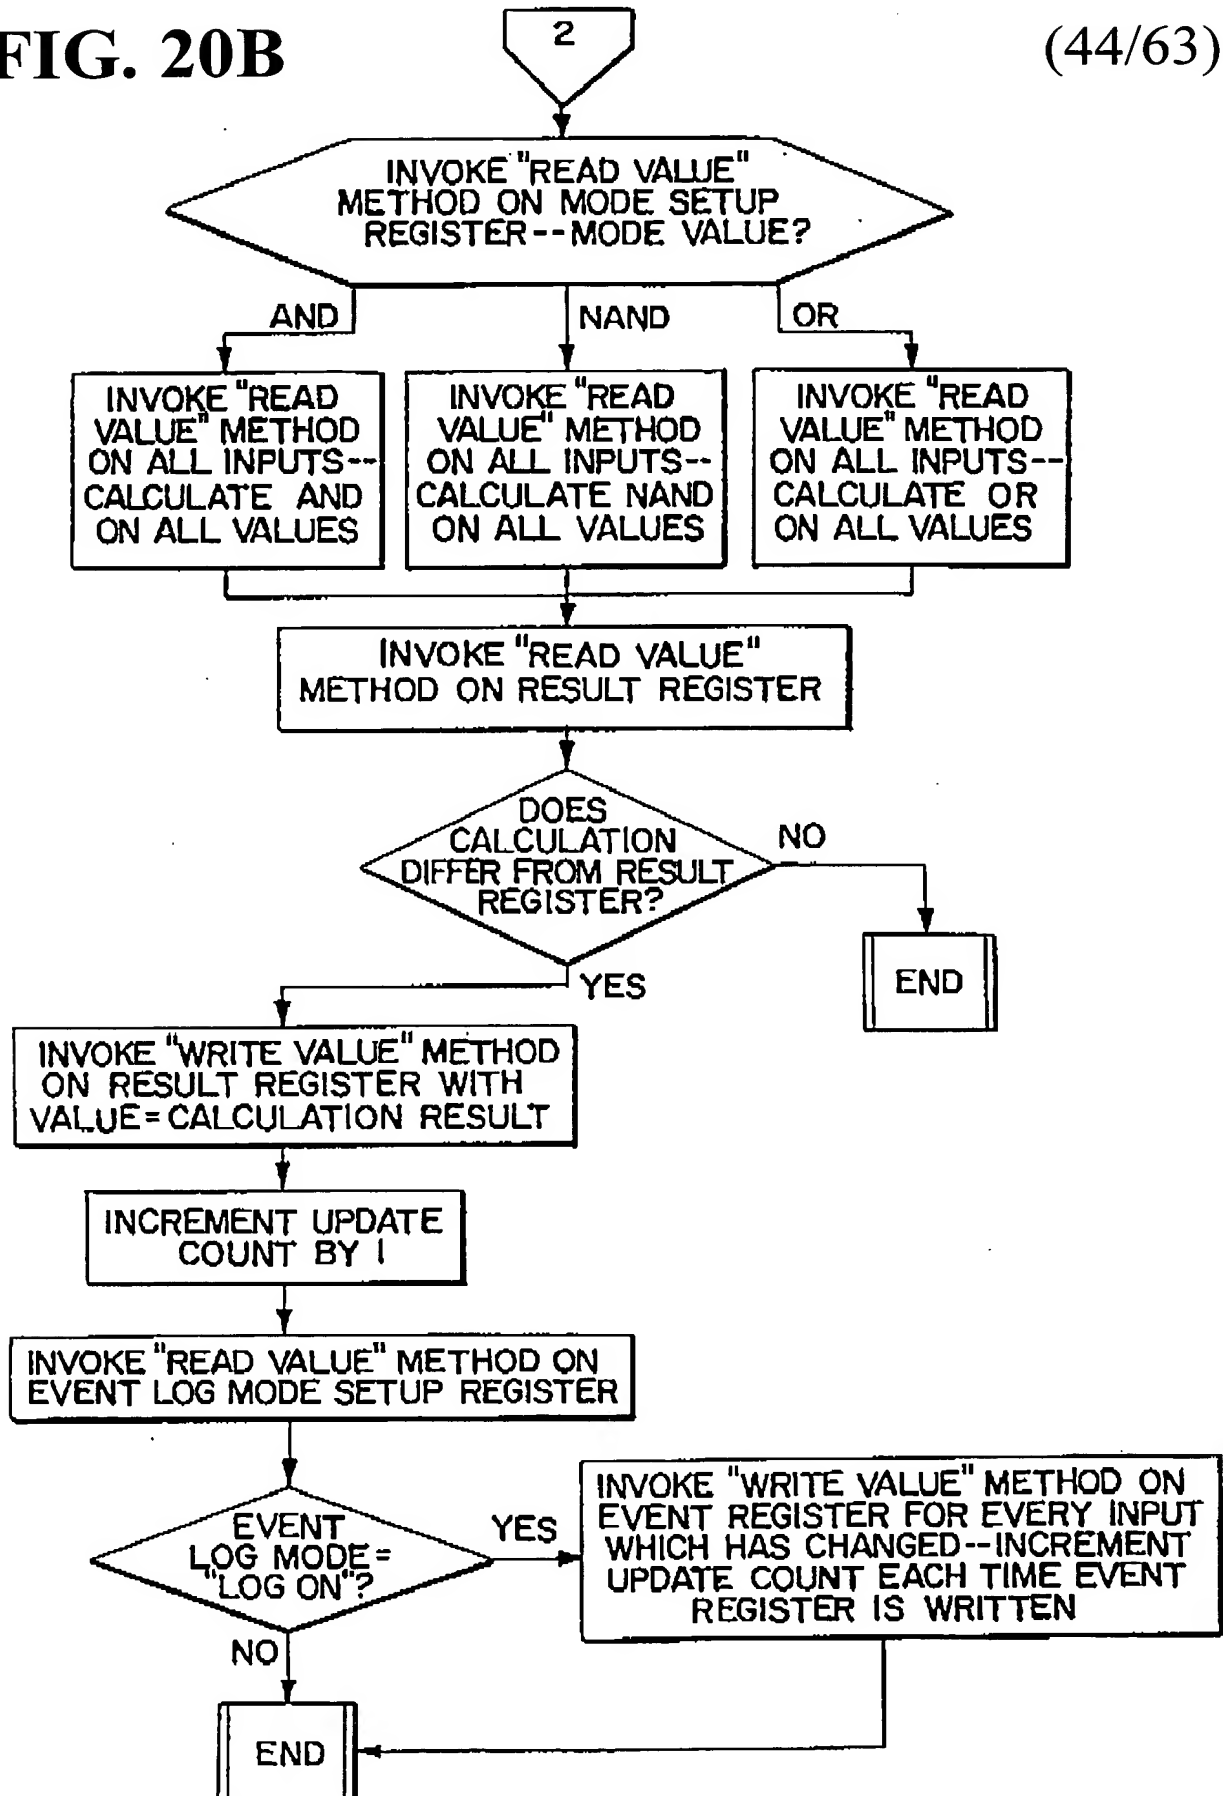 FIG. 20B
(44/63)
2
INVOKE "READ VALUE"
METHOD ON MODE SETUP
REGISTER--MODE VALUE?
AND
NAND
OR
INVOKE "READ
VALUE" METHOD
ON ALL INPUTS--
CALCULATE AND
ON ALL VALUES
INVOKE "READ
VALUE" METHOD
ON ALL INPUTS--
CALCULATE NAND
ON ALL VALUES
INVOKE "READ
VALUE" METHOD
ON ALL INPUTS--
CALCULATE OR
ON ALL VALUES
INVOKE "READ VALUE"
METHOD ON RESULT REGISTER
DOES
CALCULATION
DIFFER FROM RESULT
REGISTER?
NO
END
YES
INVOKE "WRITE VALUE" METHOD
ON RESULT REGISTER WITH
VALUE=CALCULATION RESULT
INCREMENT UPDATE
COUNT BY 1
INVOKE "READ VALUE" METHOD ON
EVENT LOG MODE SETUP REGISTER
EVENT
LOG MODE=
"LOG ON"?
YES
INVOKE "WRITE VALUE" METHOD ON
EVENT REGISTER FOR EVERY INPUT
WHICH HAS CHANGED--INCREMENT
UPDATE COUNT EACH TIME EVENT
REGISTER IS WRITTEN
NO
END